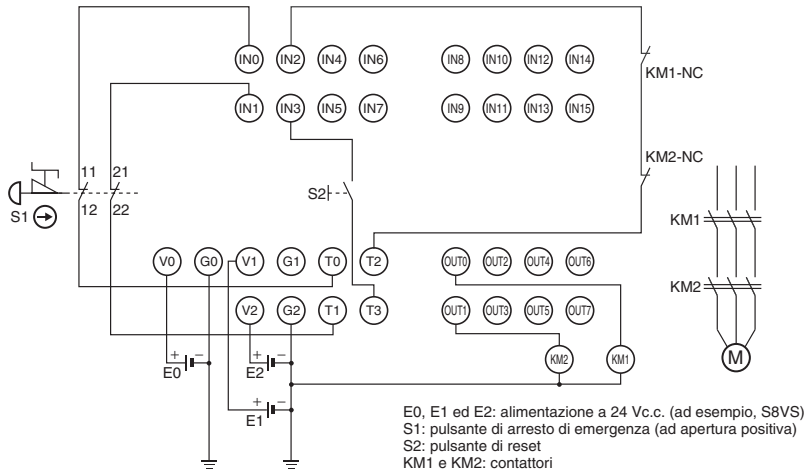 IN0 IN2 IN4 IN6 IN8 IN10 IN12 IN14
KM1-NC
IN1 IN3 IN5 IN7 IN9 IN11 IN13 IN15
KM2-NC
11 21
S2
S1
12 22
KM1
V0 G0 V1 G1 T0 T2 OUT0 OUT2 OUT4 OUT6
KM2
V2 G2 T1 T3 OUT1 OUT3 OUT5 OUT7
+ − + −
KM2 KM1
M
E0 E2
+ −
E1
E0, E1 ed E2: alimentazione a 24 Vc.c. (ad esempio, S8VS)
S1: pulsante di arresto di emergenza (ad apertura positiva)
S2: pulsante di reset
KM1 e KM2: contattori